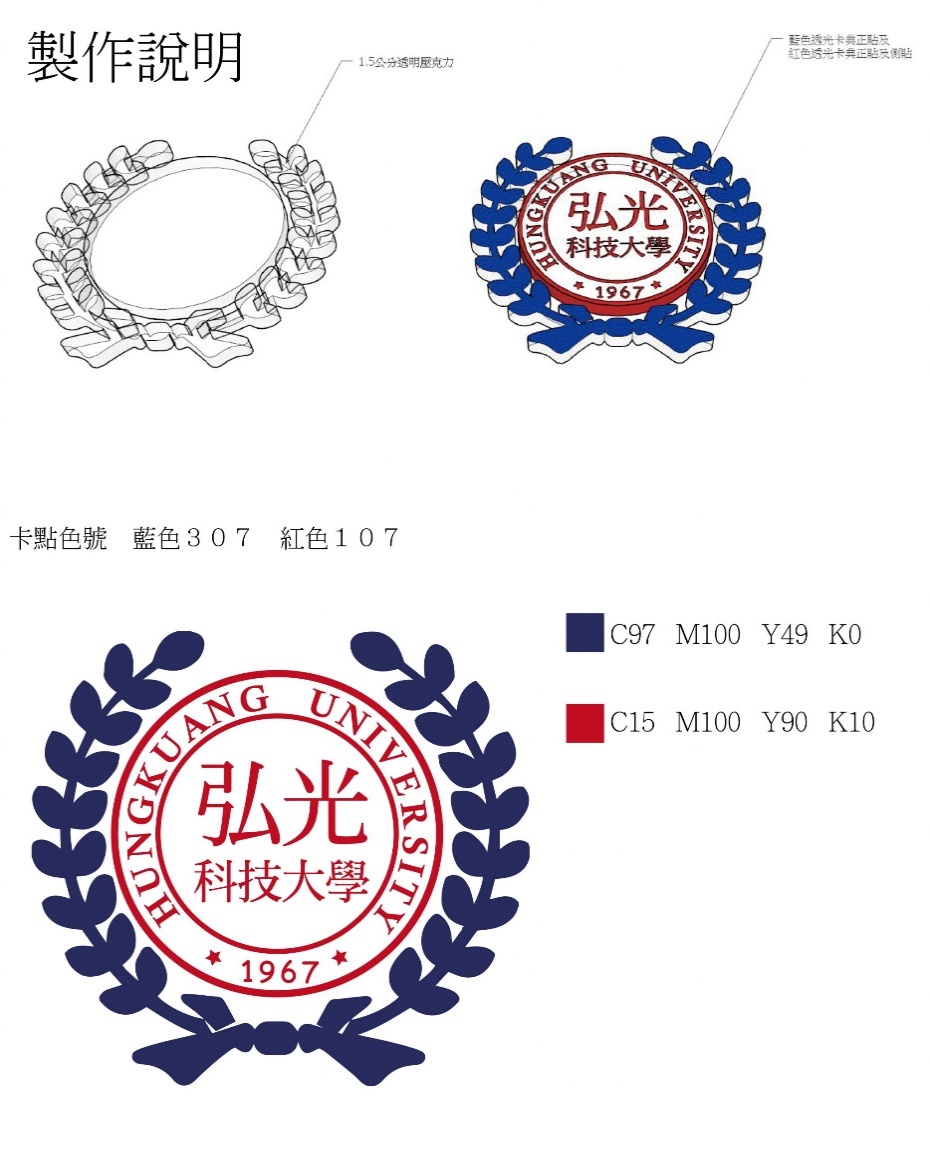 製作說明
1.5公分透明壓克力
藍色透光卡典正貼及
紅色透光卡典正貼及側貼
HUNGKUANG UNIVERSITY
弘光
科技大學
1967
卡點色號 藍色３０７ 紅色１０７
C97 M100 Y49 K0
C15 M100 Y90 K10
HUNGKUANG UNIVERSITY
弘光
科技大學
1967